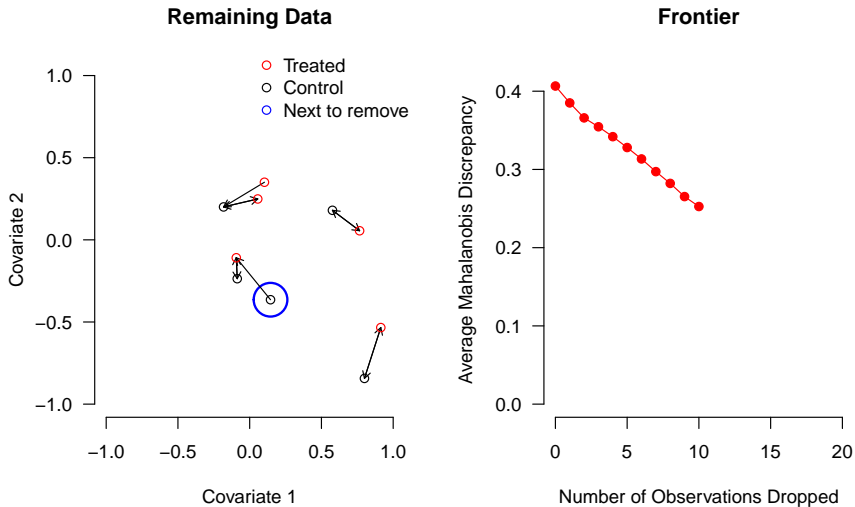 Remaining Data
Treated
Control
Next to remove
1.0
0.5
0.0
−0.5
−1.0
Covariate 2
−1.0 −0.5 0.0 0.5 1.0
Covariate 1
Frontier
0.4
0.3
0.2
0.1
0.0
Average Mahalanobis Discrepancy
0 5 10 15 20
Number of Observations Dropped